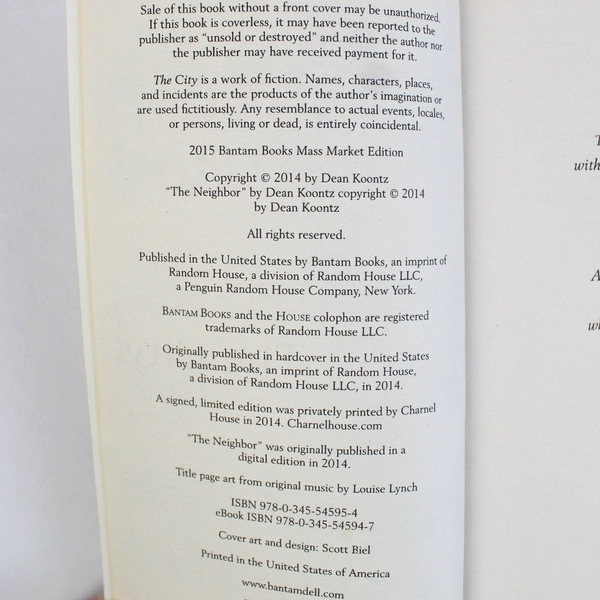 Sale of this book without a front cover may be unauthorized.
If this book is coverless, it may have been reported to the
publisher as “unsold or destroyed” and neither the author nor
the publisher may have received payment for it.
The City is a work of fiction. Names, characters, places,
and incidents are the products of the author’s imagination or
are used fictitiously. Any resemblance to actual events, locales,
or persons, living or dead, is entirely coincidental.
2015 Bantam Books Mass Market Edition
Copyright © 2014 by Dean Koontz
“The Neighbor” by Dean Koontz copyright © 2014
by Dean Koontz
All rights reserved.
Published in the United States by Bantam Books, an imprint of
Random House, a division of Random House LLC,
a Penguin Random House Company, New York.
BANTAM BOOKS and the HOUSE colophon are registered
trademarks of Random House LLC.
Originally published in hardcover in the United States
by Bantam Books, an imprint of Random House,
a division of Random House LLC, in 2014.
A signed, limited edition was privately printed by Charnel
House in 2014. Charnelhouse.com
“The Neighbor” was originally published in a
digital edition in 2014.
Title page art from original music by Louise Lynch
ISBN 978-0-345-54595-4
eBook ISBN 978-0-345-54594-7
Cover art and design: Scott Biel
Printed in the United States of America
www.bantamdell.com
with
A